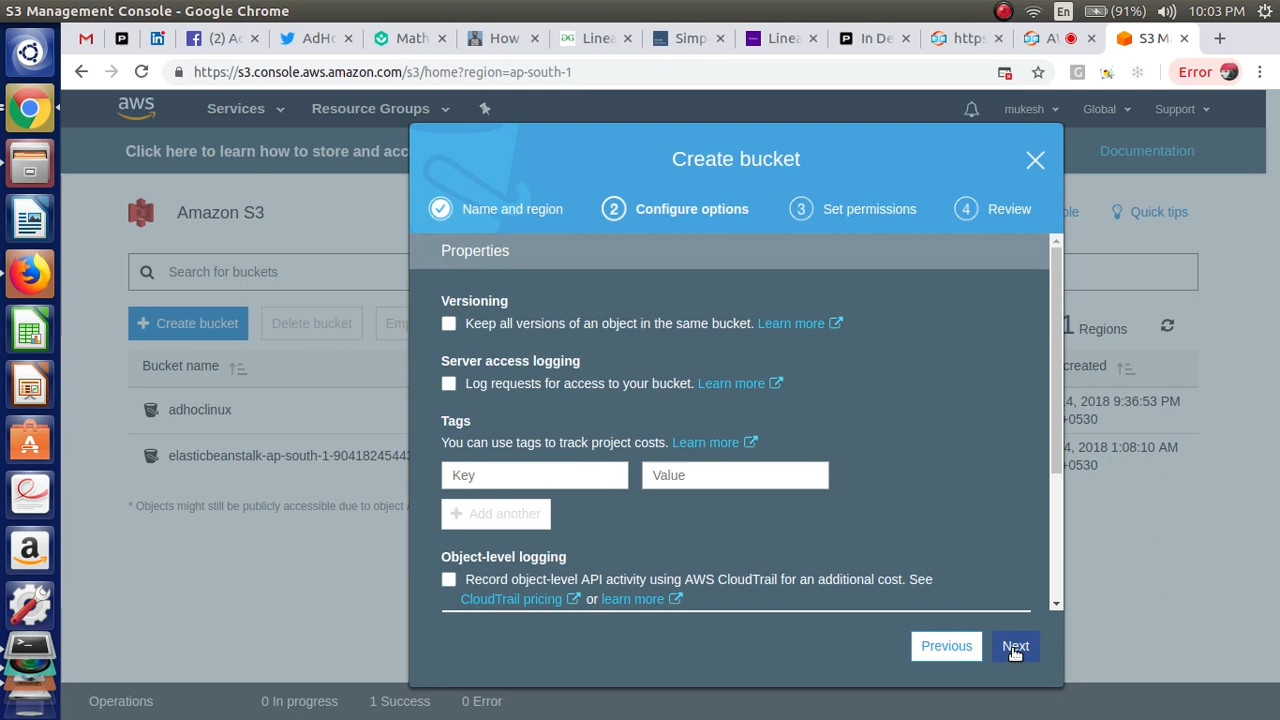 S3 Management Console - Google Chrome
En (91%) 10:03 PM
(2) Ac
AdHo
Math
How
Linea
Simp
Linea
In De
https
A
S3 M
https://s3.console.aws.amazon.com/s3/home?region=ap-south-1
Error
aws Services Resource Groups mukesh Global Support
Click here to learn how to store and acc
Documentation
Create bucket
Name and region
2 Configure options
3 Set permissions
4 Review
Amazon S3
ble
Quick tips
Properties
Search for buckets
Versioning
Keep all versions of an object in the same bucket. Learn more
Create bucket
Delete bucket
Em
1 Regions
Server access logging
Log requests for access to your bucket. Learn more
Bucket name
created
Tags
You can use tags to track project costs. Learn more
Key
Value
Add another
adhoclinux
4, 2018 9:36:53 PM
+0530
elasticbeanstalk-ap-south-1-90418245443
4, 2018 1:08:10 AM
+0530
* Objects might still be publicly accessible due to object
Object-level logging
Record object-level API activity using AWS CloudTrail for an additional cost. See
CloudTrail pricing or learn more
Previous
Next
Operations 0 In progress 1 Success 0 Error